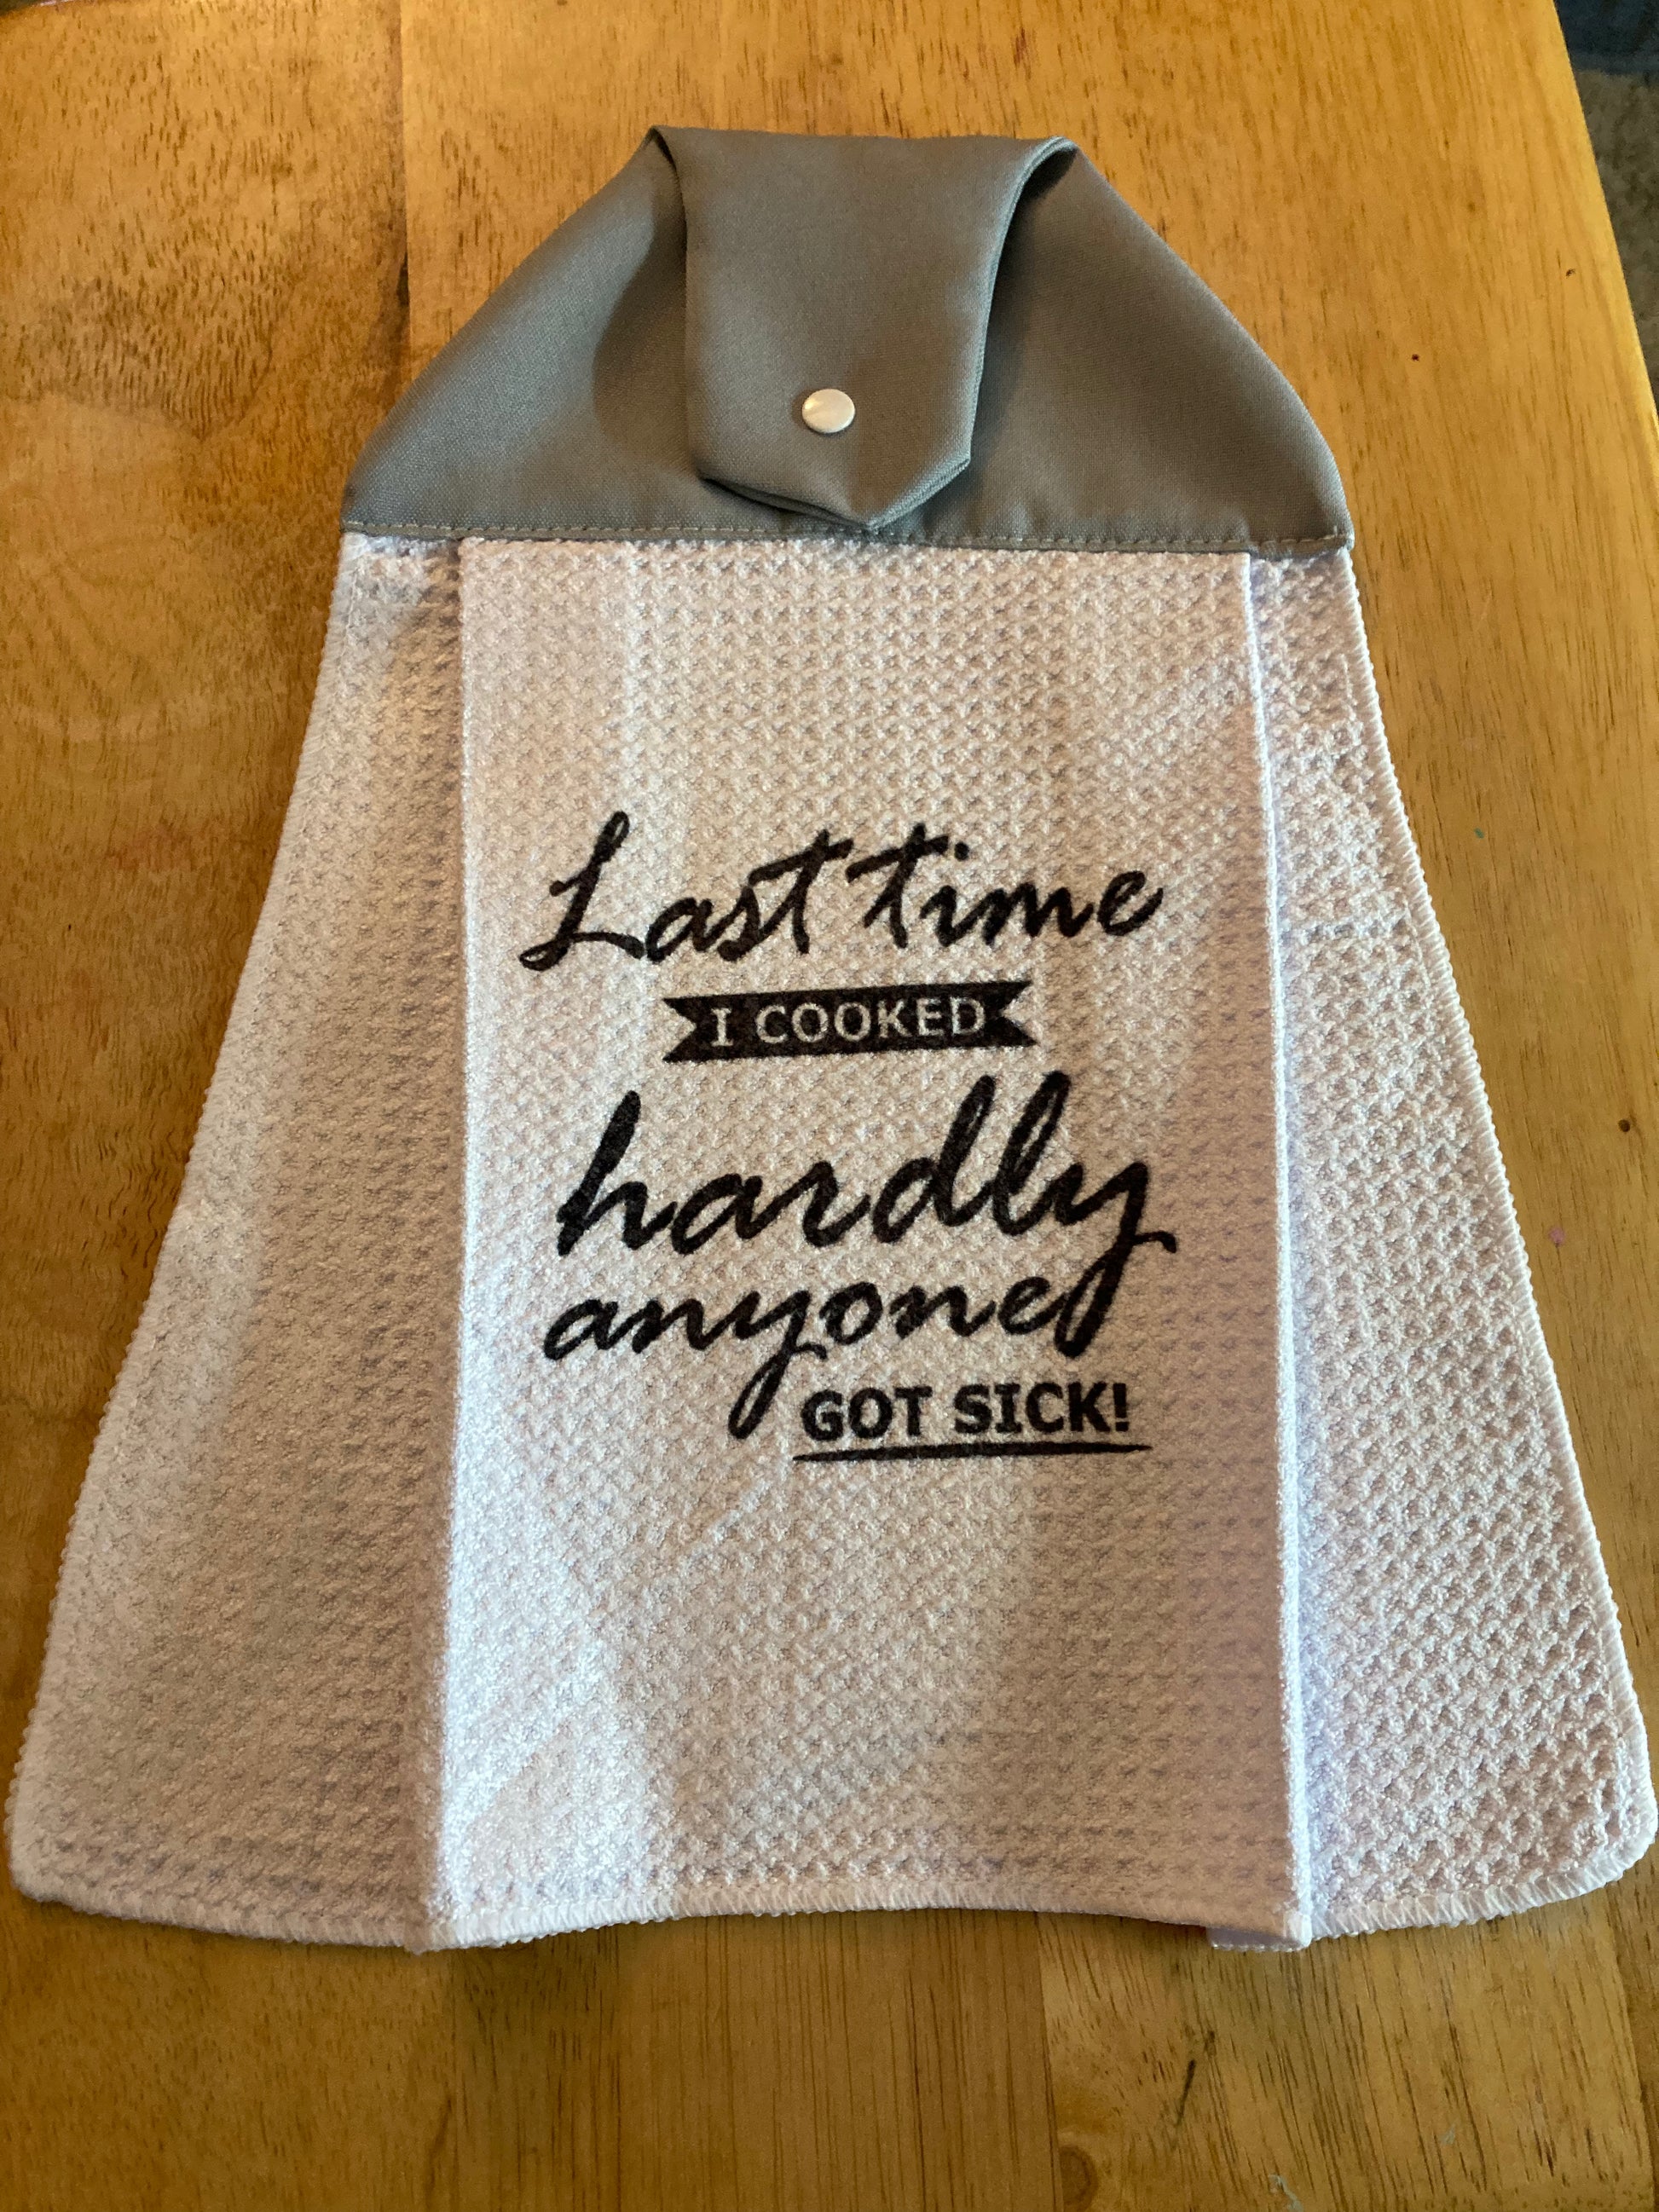 Last time
I COOKED
hardly
anyone
GOT SICK!